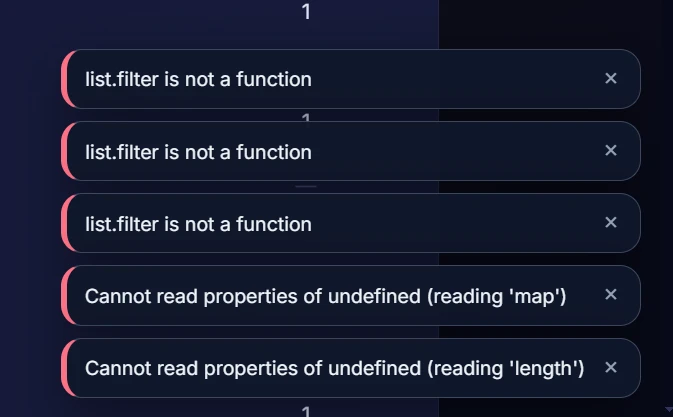 1
list.filter is not a function
1
list.filter is not a function
list.filter is not a function
Cannot read properties of undefined (reading 'map')
Cannot read properties of undefined (reading 'length')
1